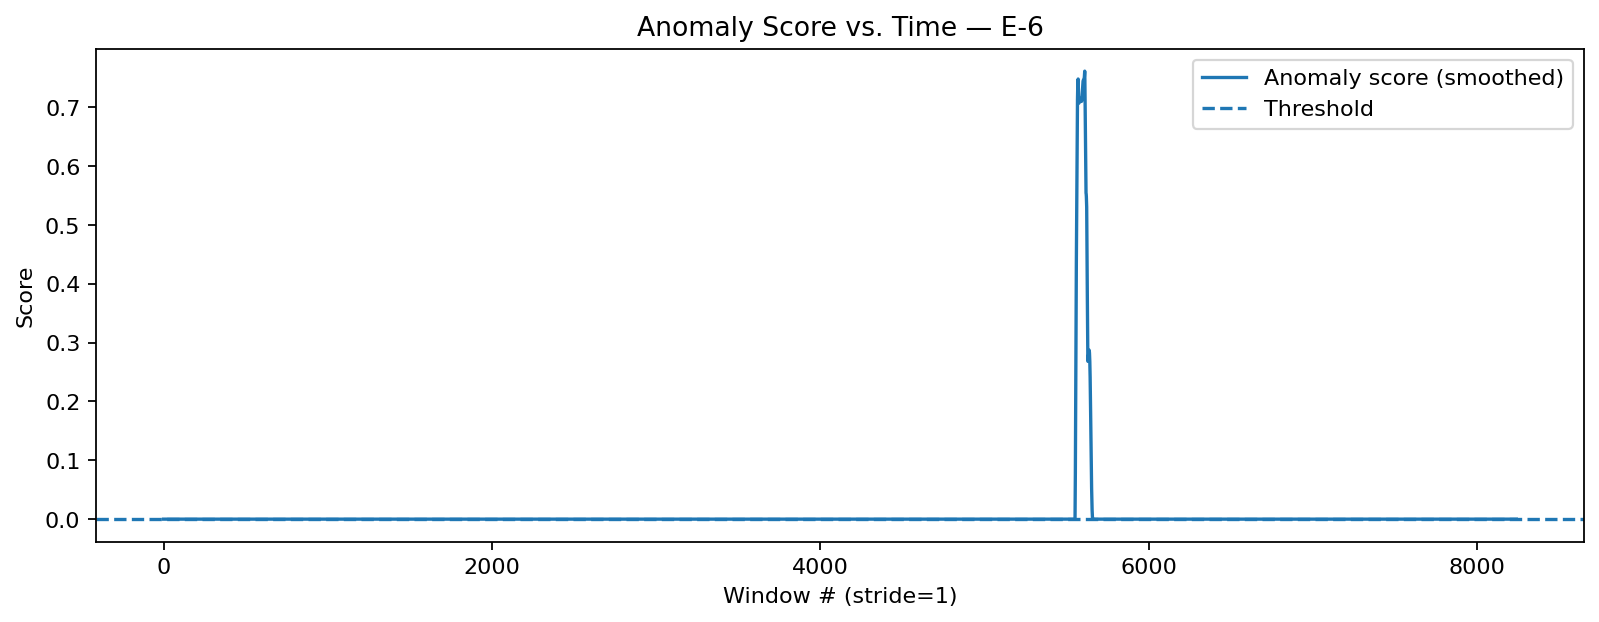 Anomaly Score vs. Time — E-6
Anomaly score (smoothed)
Threshold
Score
0.7
0.6
0.5
0.4
0.3
0.2
0.1
0.0
0 2000 4000 6000 8000
Window # (stride=1)